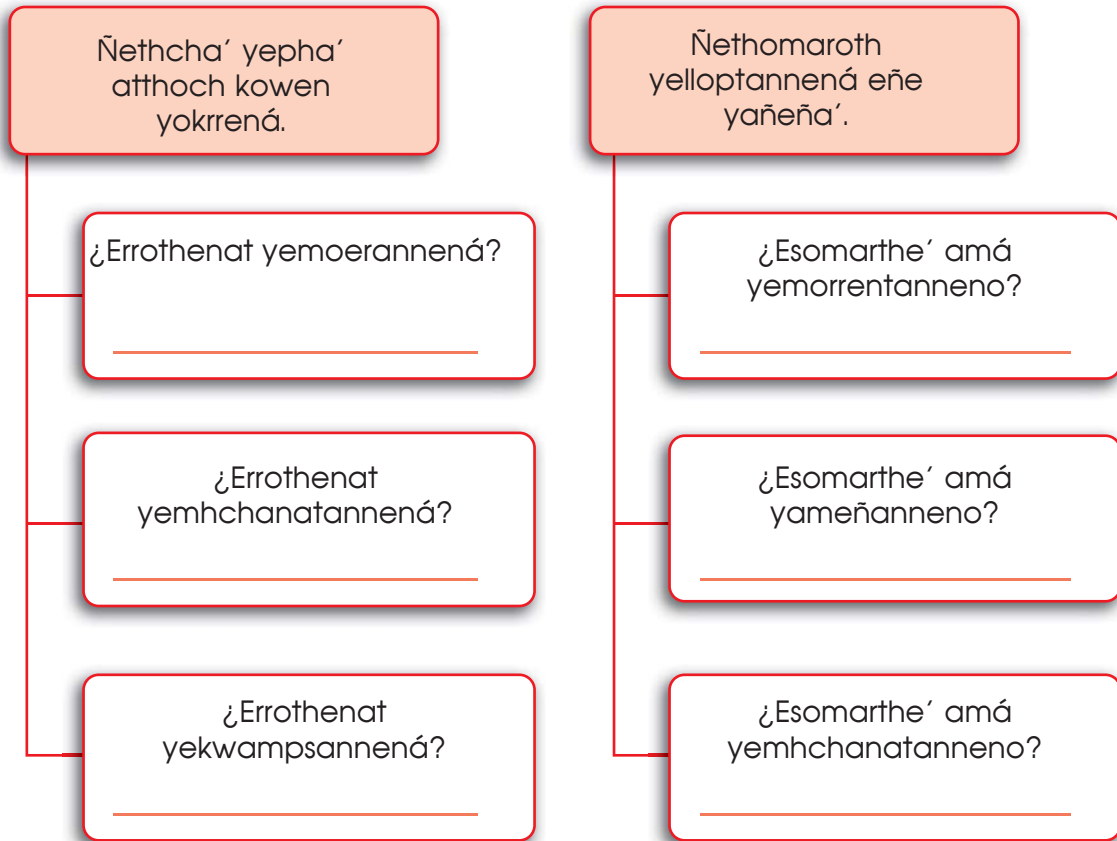 Ñethcha´ yepha´
atthoch kowen
yokrrená.
¿Errothenat yemoerannená?
¿Errothenat
yemhchanatannená?
¿Errothenat
yekwampsannená?
Ñethomaroth
yelloptannená eñe
yañeña´.
¿Esomarthe´ amá
yemorrentanneno?
¿Esomarthe´ amá
yameñanneno?
¿Esomarthe´ amá
yemhchanatanneno?